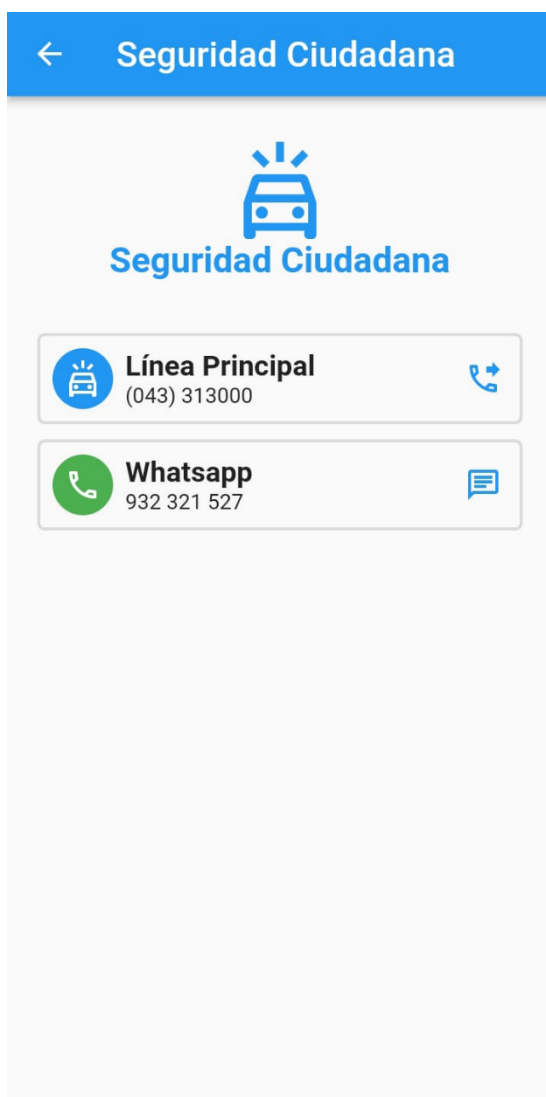 Seguridad Ciudadana
Seguridad Ciudadana
Línea Principal
(043) 313000
Whatsapp
932 321 527